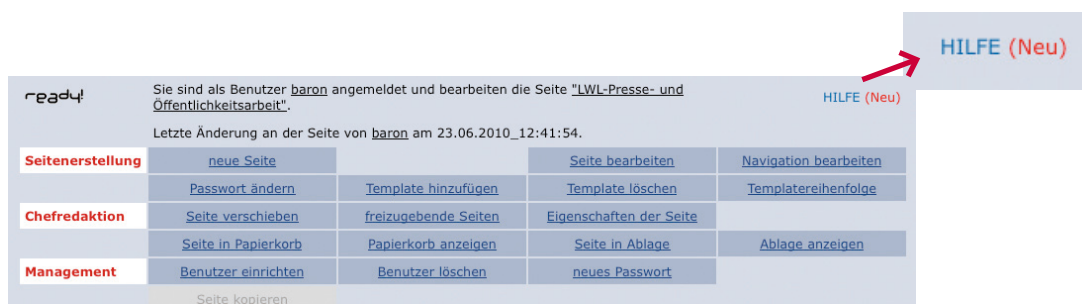 HILFE (Neu)
ready!
Sie sind als Benutzer baron angemeldet und bearbeiten die Seite "LWL-Presse- und
Öffentlichkeitsarbeit".
HILFE (Neu)
Letzte Änderung an der Seite von baron am 23.06.2010_12:41:54.
Seitenerstellung neue Seite Seite bearbeiten Navigation bearbeiten
Passwort ändern Template hinzufügen Template löschen Templatereihenfolge
Chefredaktion Seite verschieben freizugebende Seiten Eigenschaften der Seite
Seite in Papierkorb Papierkorb anzeigen Seite in Ablage Ablage anzeigen
Management Benutzer einrichten Benutzer löschen neues Passwort
Seite kopieren